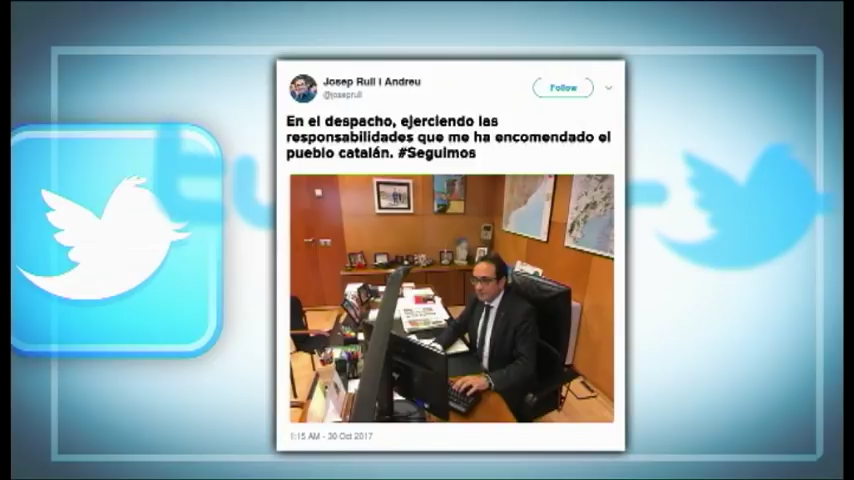 Josep Rull i Andreu
@joseprull
Follow
En el despacho, ejerciendo las
responsabilidades que me ha encomendado el
pueblo catalán. #Seguimos
1:15 AM - 30 Oct 2017